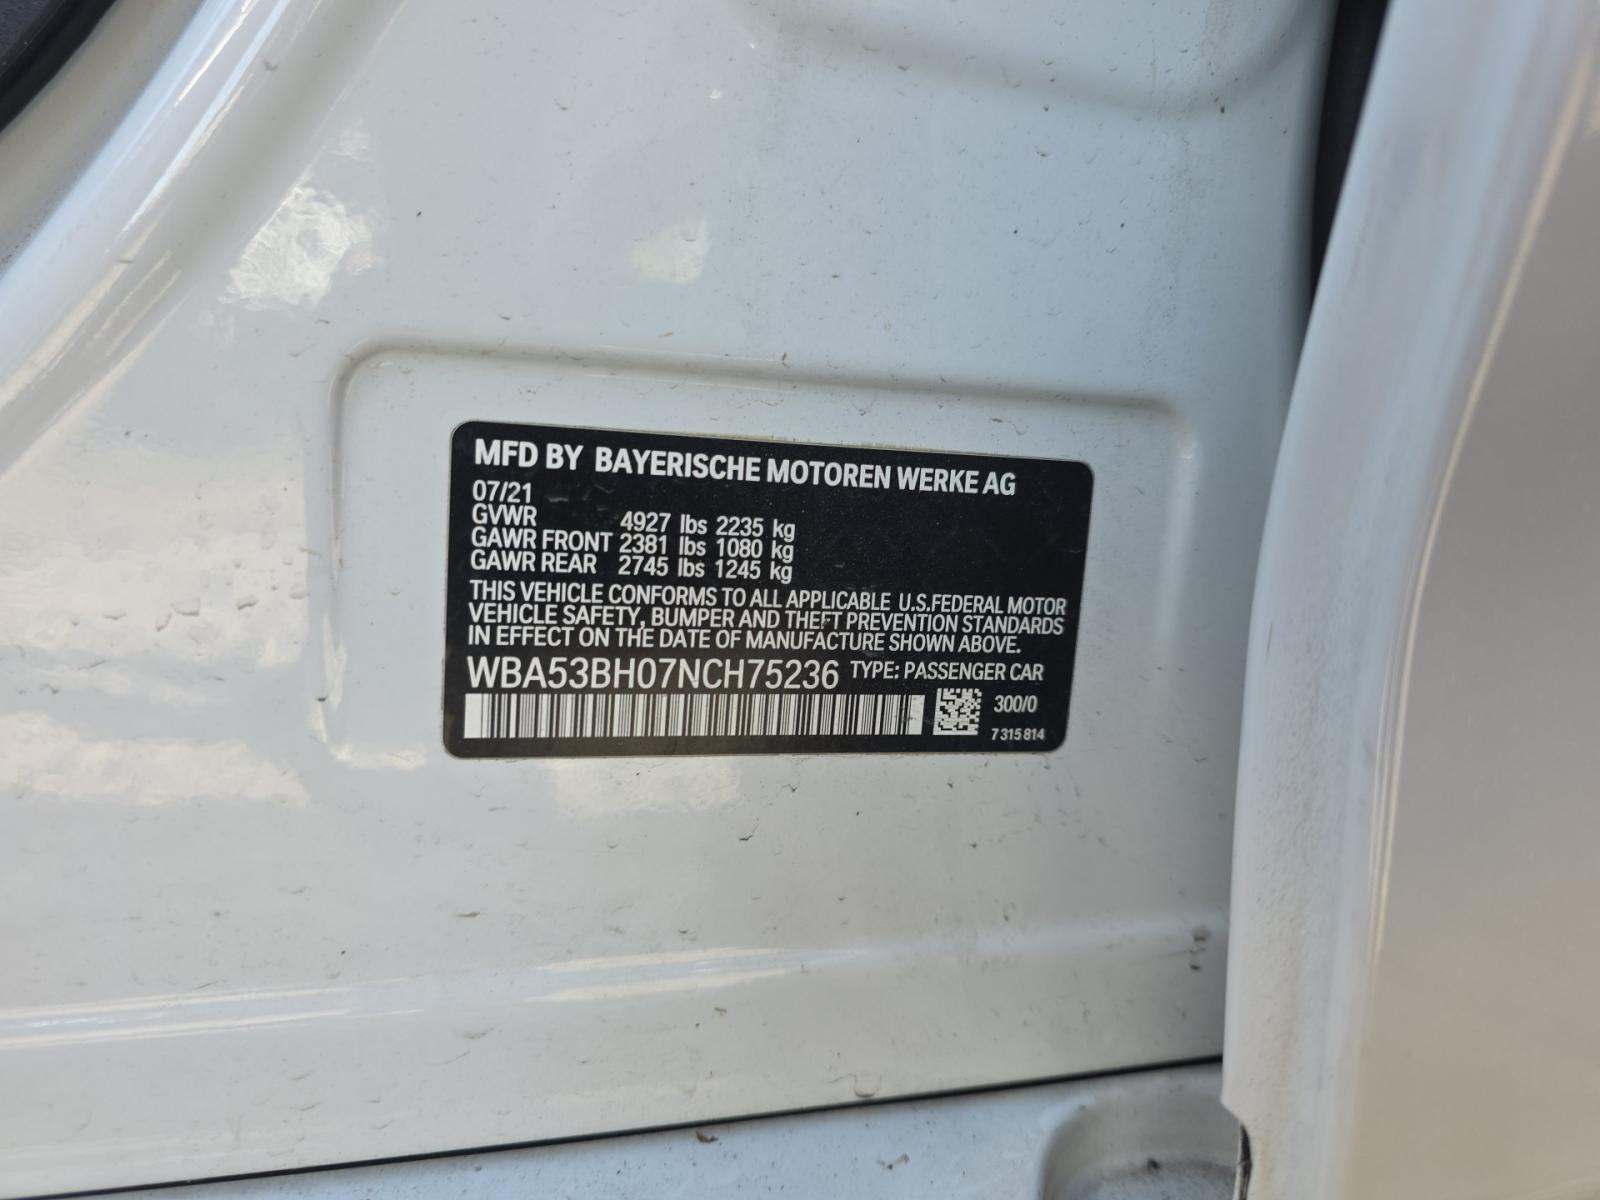 MFD BY BAYERISCHE MOTOREN WERKE AG
07/21
GVWR 4927 lbs 2235 kg
GAWR FRONT 2381 lbs 1080 kg
GAWR REAR 2745 lbs 1245 kg
THIS VEHICLE CONFORMS TO ALL APPLICABLE U.S.FEDERAL MOTOR
VEHICLE SAFETY, BUMPER AND THEFT PREVENTION STANDARDS
IN EFFECT ON THE DATE OF MANUFACTURE SHOWN ABOVE.
WBA53BH07NCH75236 TYPE: PASSENGER CAR
300/0
7 315 814